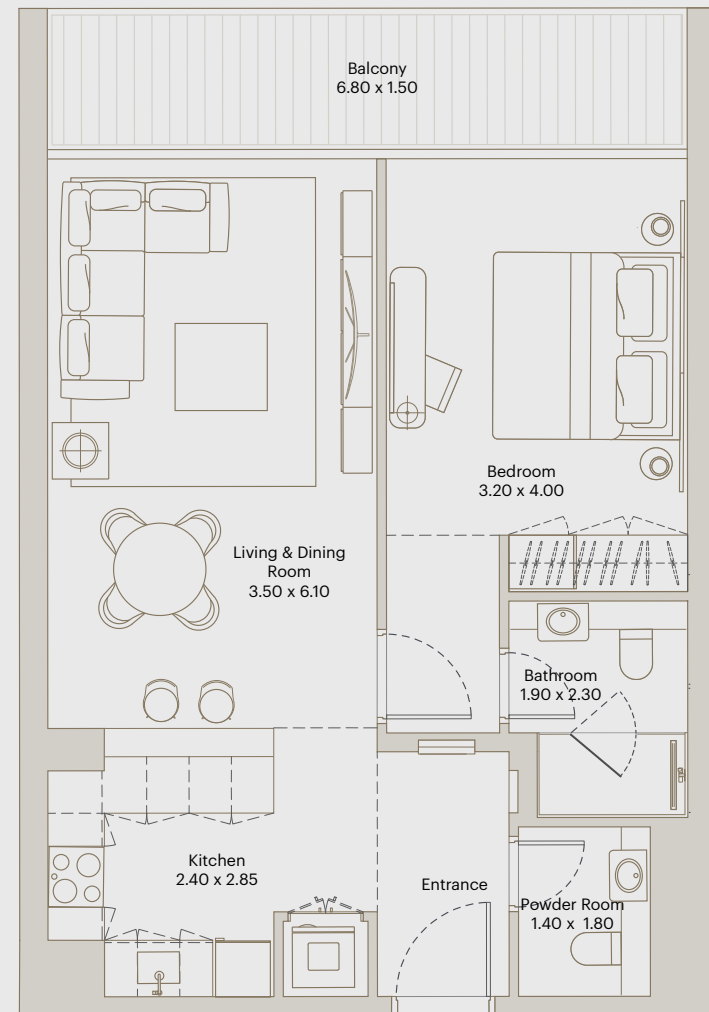 Balcony
6.80 x 1.50
Bedroom
3.20 x 4.00
Living & Dining
Room
3.50 x 6.10
Bathroom
1.90 x 2.30
Kitchen
2.40 x 2.85
Entrance
Powder Room
1.40 x 1.80